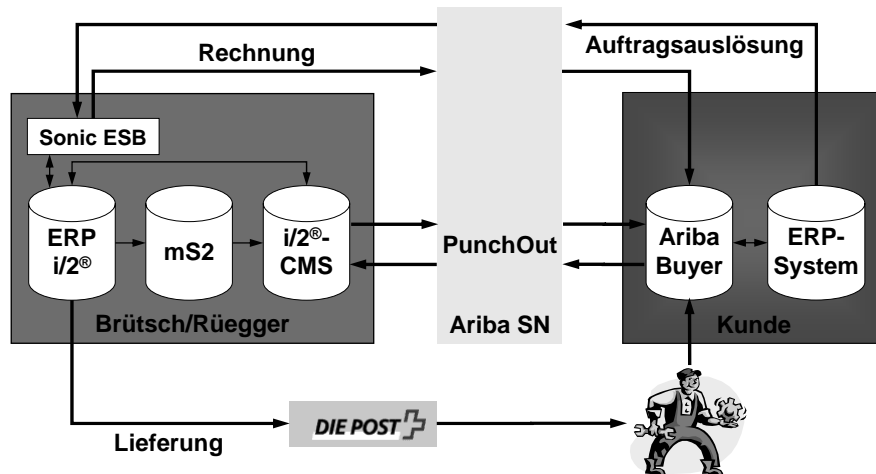 Rechnung
Auftragsauslösung
Sonic ESB
ERP
i/2®
mS2
i/2®-
CMS
PunchOut
Ariba
Buyer
ERP-
System
Brütsch/Rüegger
Ariba SN
Kunde
Lieferung
DIE POST